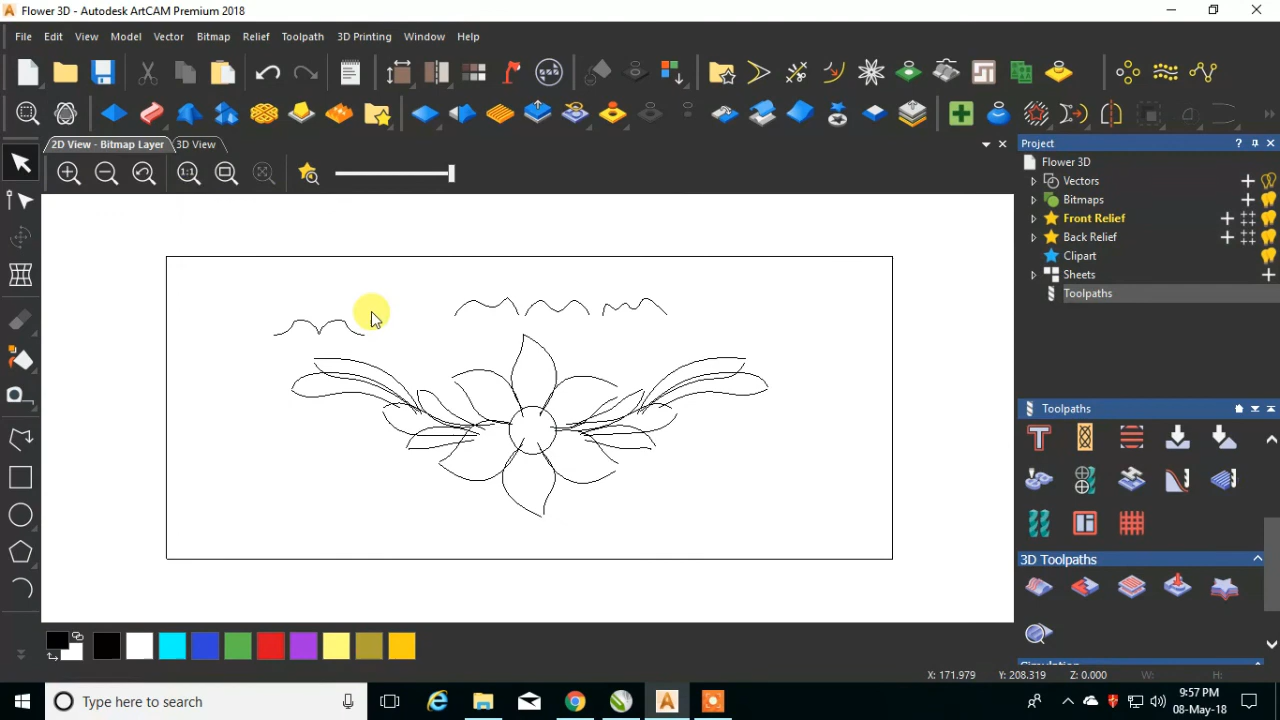 Flower 3D - Autodesk ArtCAM Premium 2018
File Edit View Model Vector Bitmap Relief Toolpath 3D Printing Window Help
2D View - Bitmap Layer 3D View
1:1
Project
Flower 3D
Vectors
Bitmaps
Front Relief
Back Relief
Clipart
Sheets
Toolpaths
Toolpaths
3D Toolpaths
X: 171.979 Y: 208.319 Z: 0.000 W: H:
Type here to search
9:57 PM
08-May-18